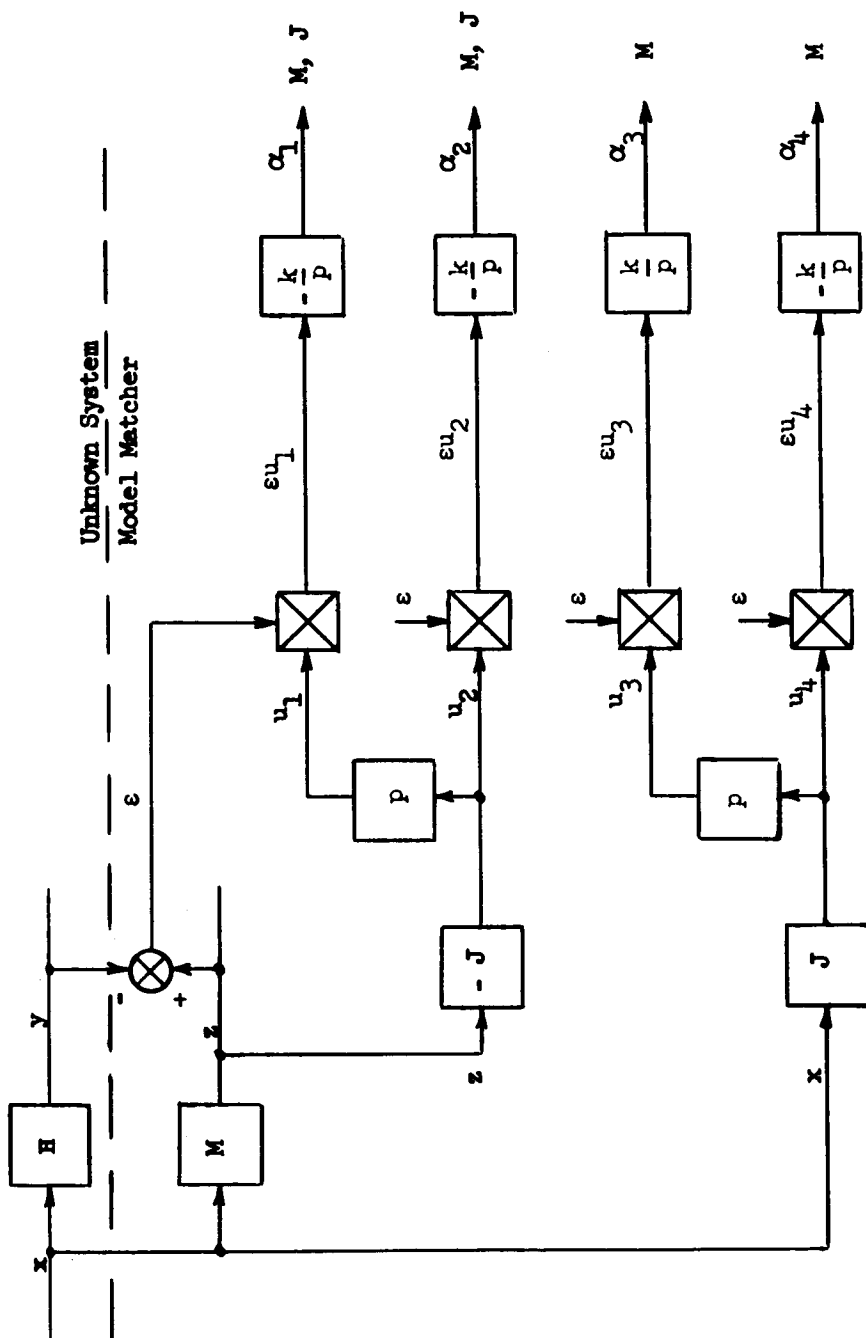 x
H
y
Unknown System
Model Matcher
M
z
-
+
ε
z
- J
p
u₁
εu₁
- k/p
α₁
M, J
u₂
ε
εu₂
- k/p
α₂
M, J
x
J
p
u₃
ε
εu₃
k/p
α₃
M
u₄
ε
εu₄
- k/p
α₄
M